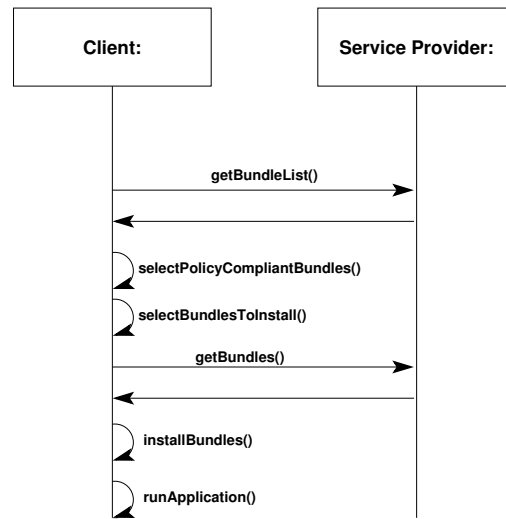 Client:
Service Provider:
getBundleList()
selectPolicyCompliantBundles()
selectBundlesToInstall()
getBundles()
installBundles()
runApplication()